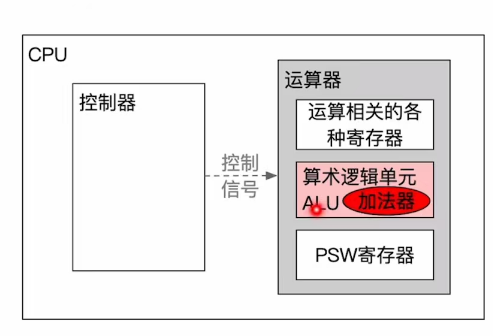 CPU
控制器
控制
信号
运算器
运算相关的各
种寄存器
算术逻辑单元
ALU 加法器
PSW寄存器